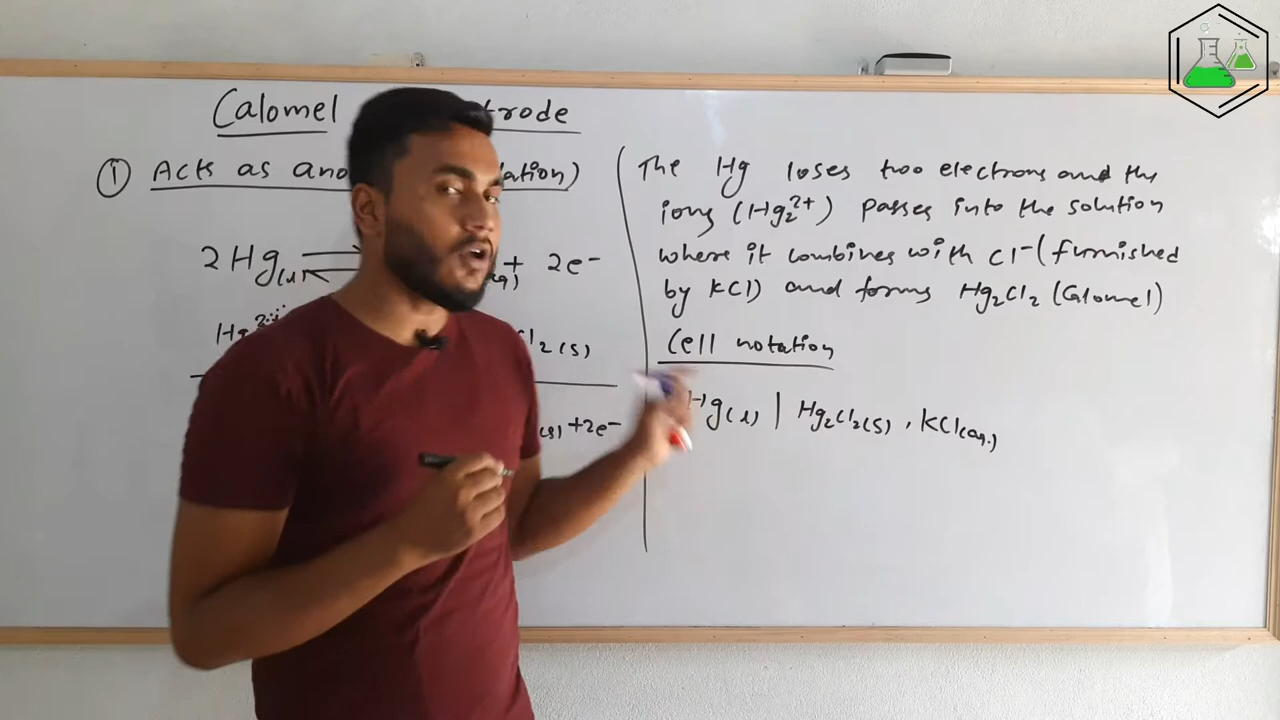 Calomel trode
① Acts as ano ation)
2Hg(l) ⇌ + 2e⁻
Hg Cl2(s)
(s)+2e⁻
The Hg loses two electrons and the
ions (Hg₂²⁺) passes into the solution
where it combines with Cl⁻ (furnished
by KCl) and forms Hg₂Cl₂ (Calomel)
Cell notation
Hg(l) | Hg₂Cl₂(s) , KCl(aq.)